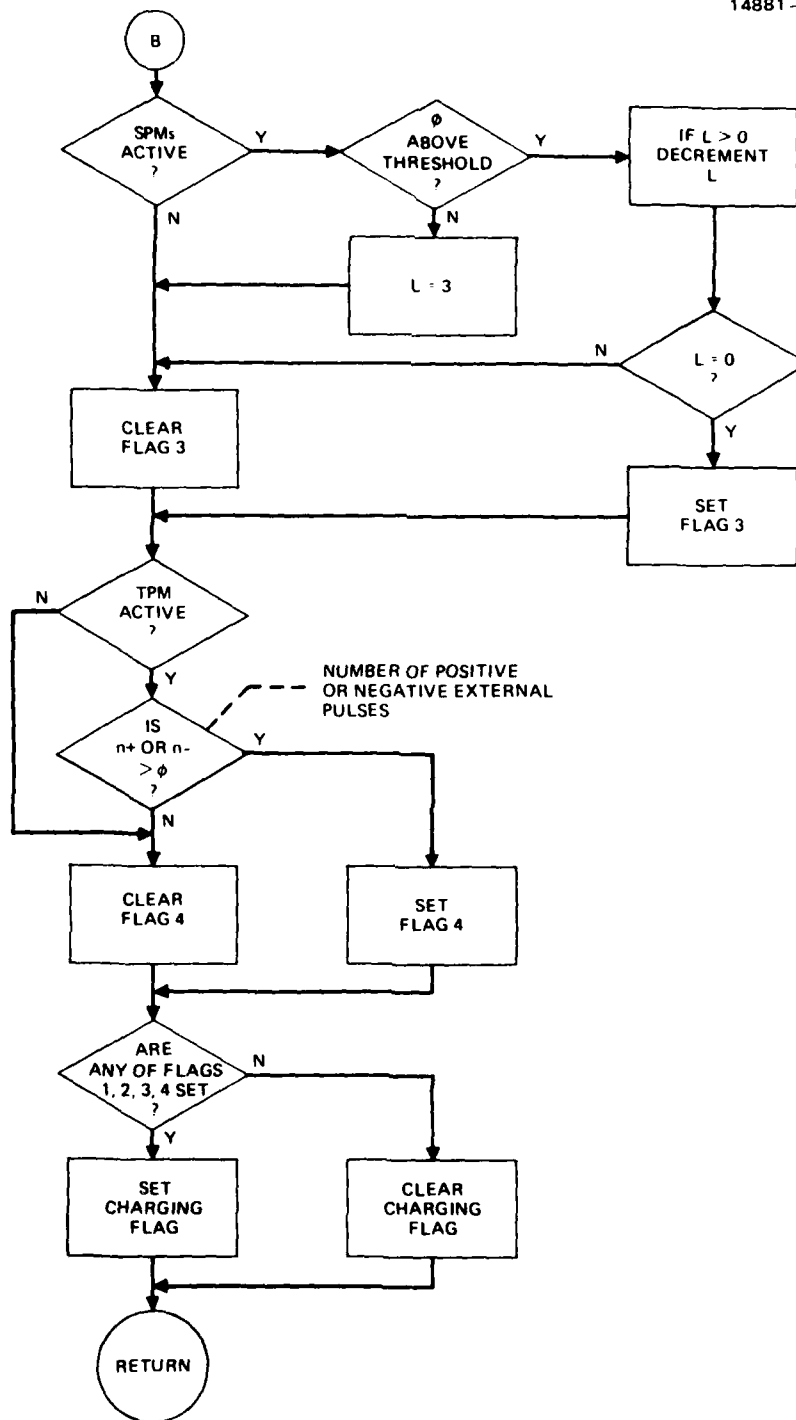 14881-
B
SPMs
ACTIVE
?
Y
N
φ
ABOVE
THRESHOLD
?
Y
N
IF L > 0
DECREMENT
L
L = 3
L = 0
?
N
Y
CLEAR
FLAG 3
SET
FLAG 3
TPM
ACTIVE
?
N
Y
NUMBER OF POSITIVE
OR NEGATIVE EXTERNAL
PULSES
IS
n+ OR n-
> φ
?
Y
N
CLEAR
FLAG 4
SET
FLAG 4
ARE
ANY OF FLAGS
1, 2, 3, 4 SET
?
N
Y
SET
CHARGING
FLAG
CLEAR
CHARGING
FLAG
RETURN